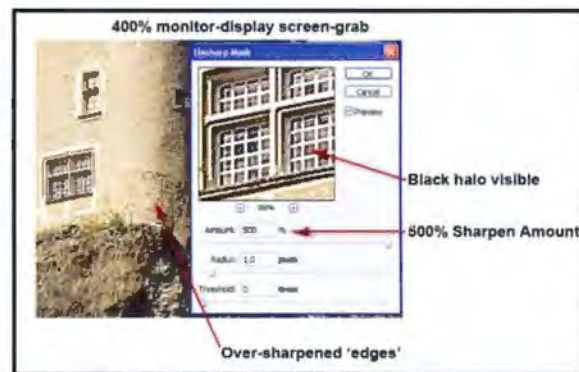 400% monitor-display screen-grab
Unsharp Mask
OK
Cancel
Preview
Black halo visible
Amount: 500 %
500% Sharpen Amount
Radius: 1.0 pixels
Threshold: 0 levels
Over-sharpened ‘edges’